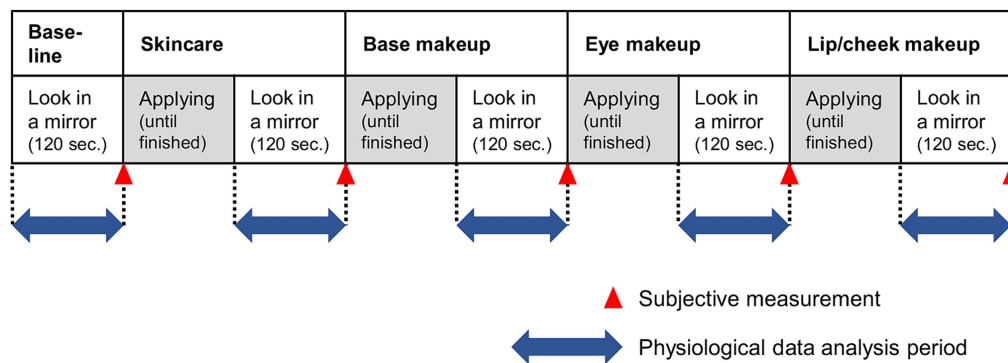 Base-
line
Skincare
Base makeup
Eye makeup
Lip/cheek makeup
Look in
a mirror
(120 sec.)
Applying
(until
finished)
Look in
a mirror
(120 sec.)
Applying
(until
finished)
Look in
a mirror
(120 sec.)
Applying
(until
finished)
Look in
a mirror
(120 sec.)
Applying
(until
finished)
Look in
a mirror
(120 sec.)
Subjective measurement
Physiological data analysis period